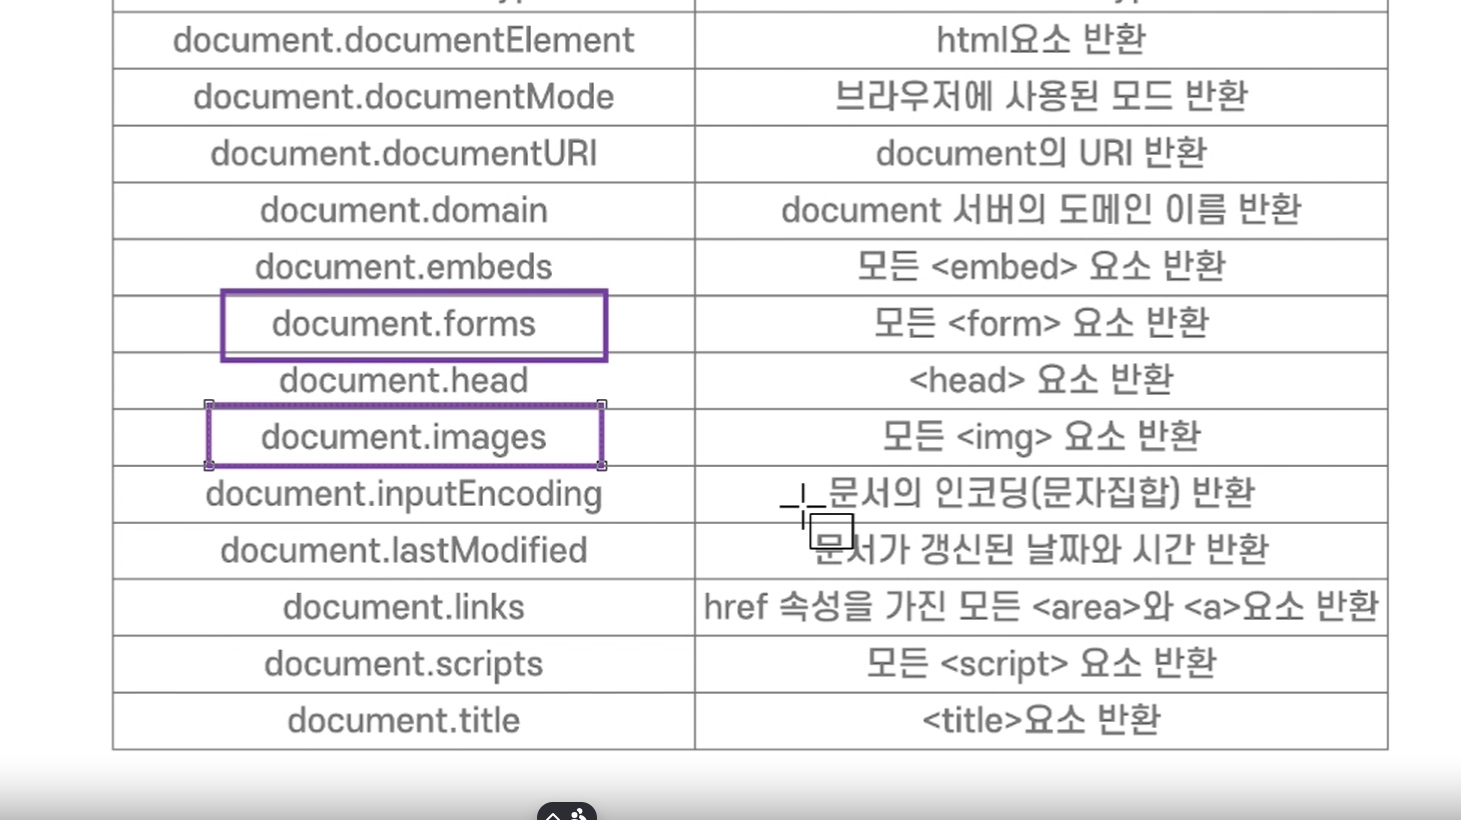 document.documentElement html요소 반환
document.documentMode 브라우저에 사용된 모드 반환
document.documentURI document의 URI 반환
document.domain document 서버의 도메인 이름 반환
document.embeds 모든 <embed> 요소 반환
document.forms 모든 <form> 요소 반환
document.head <head> 요소 반환
document.images 모든 <img> 요소 반환
document.inputEncoding 문서의 인코딩(문자집합) 반환
document.lastModified 문서가 갱신된 날짜와 시간 반환
document.links href 속성을 가진 모든 <area>와 <a>요소 반환
document.scripts 모든 <script> 요소 반환
document.title <title>요소 반환